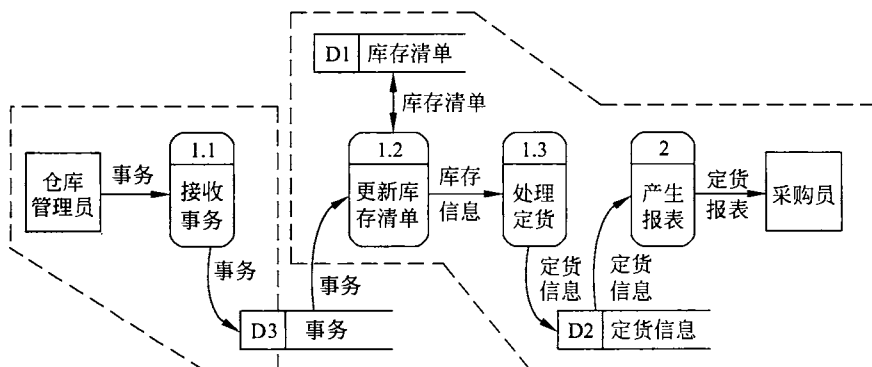 D1 库存清单
库存清单
仓库
管理员
事务
1.1
接收
事务
1.2
更新库
存清单
库存
信息
1.3
处理
定货
2
产生
报表
定货
报表
采购员
事务
事务
定货
信息
定货
信息
D3 事务
D2 定货信息